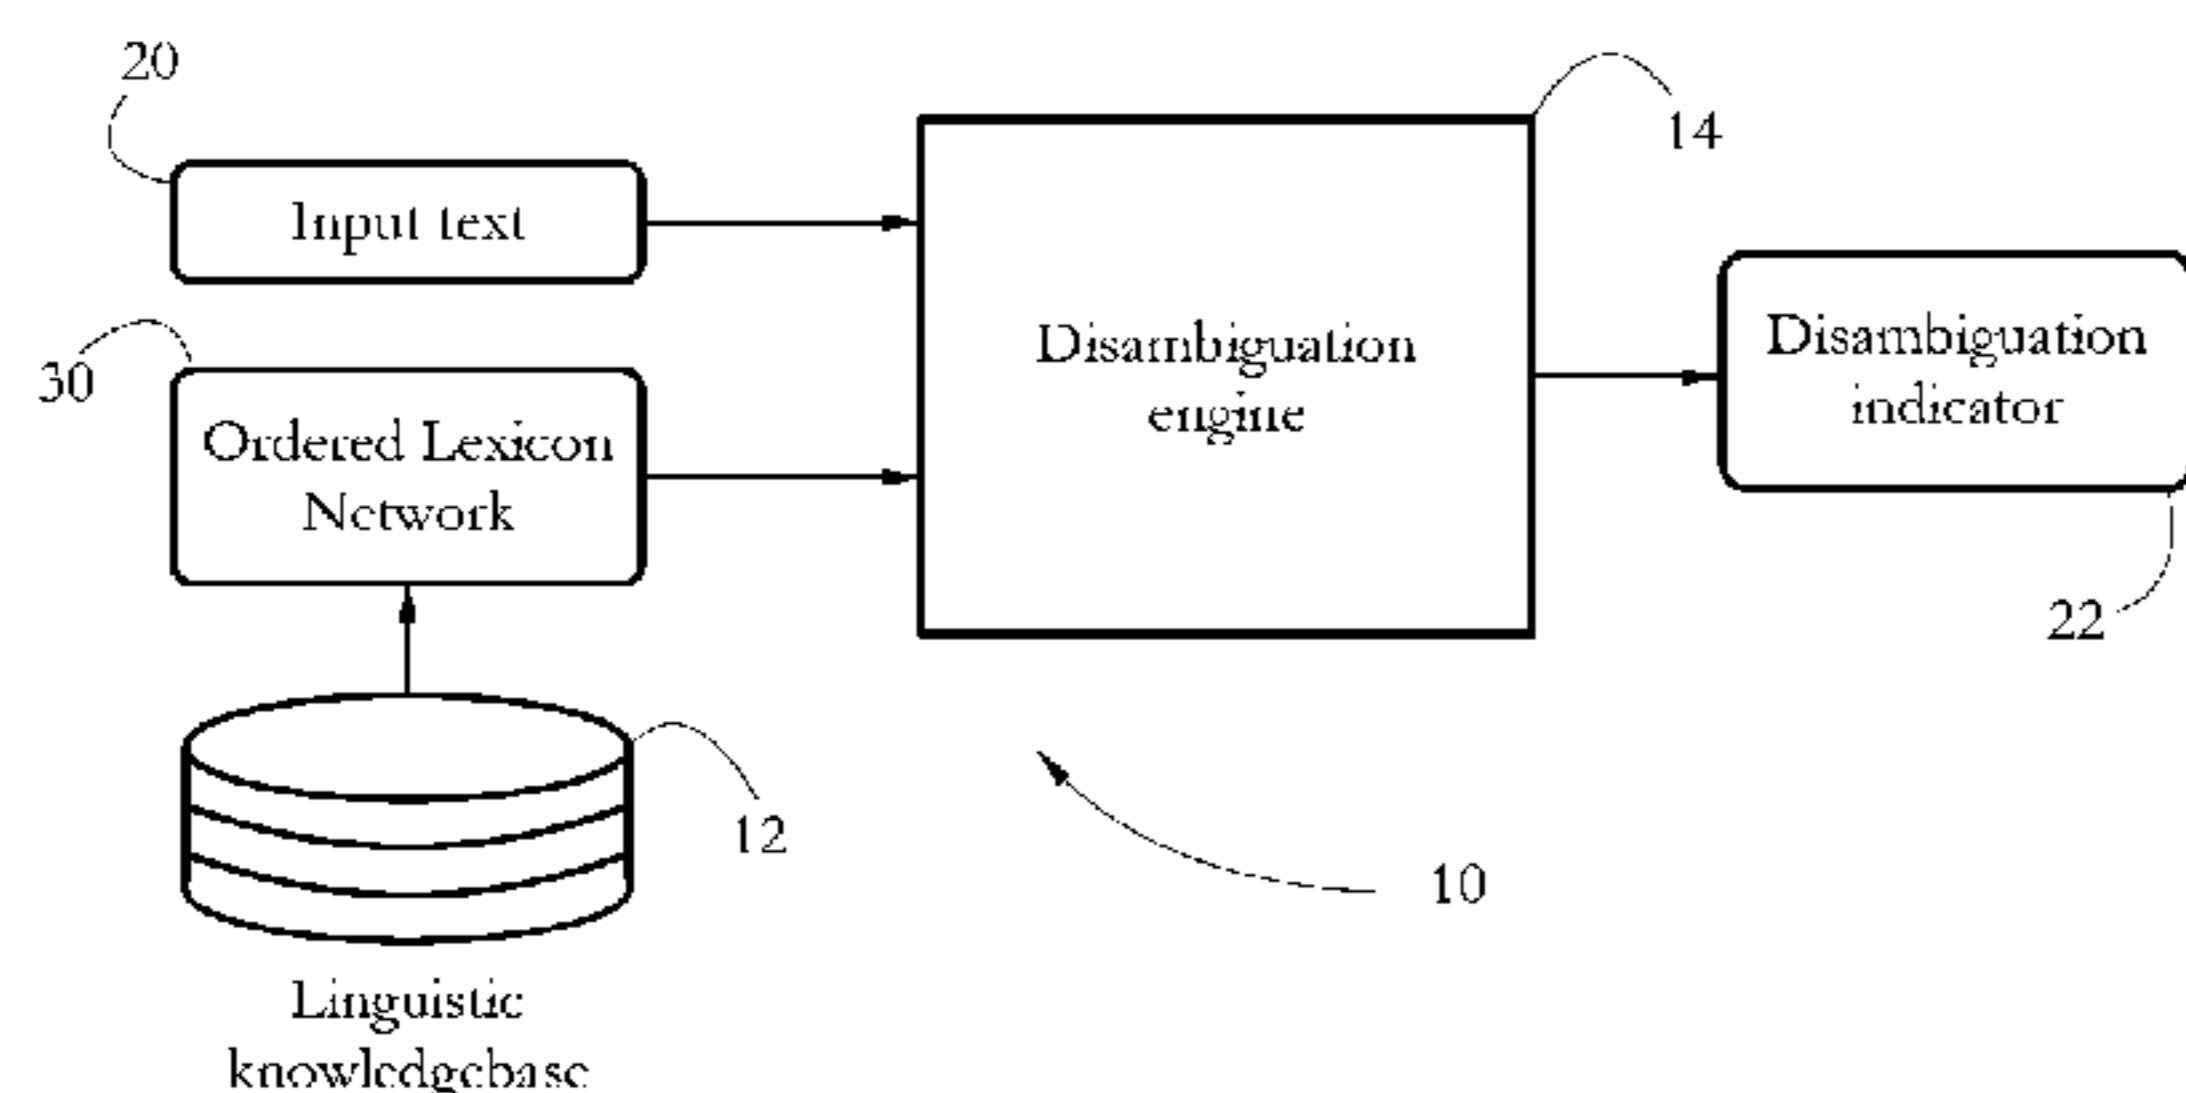 20
14
Input text
30
Disambiguation
engine
Disambiguation
indicator
Ordered Lexicon
Network
22
12
10
Linguistic
knowledgebase